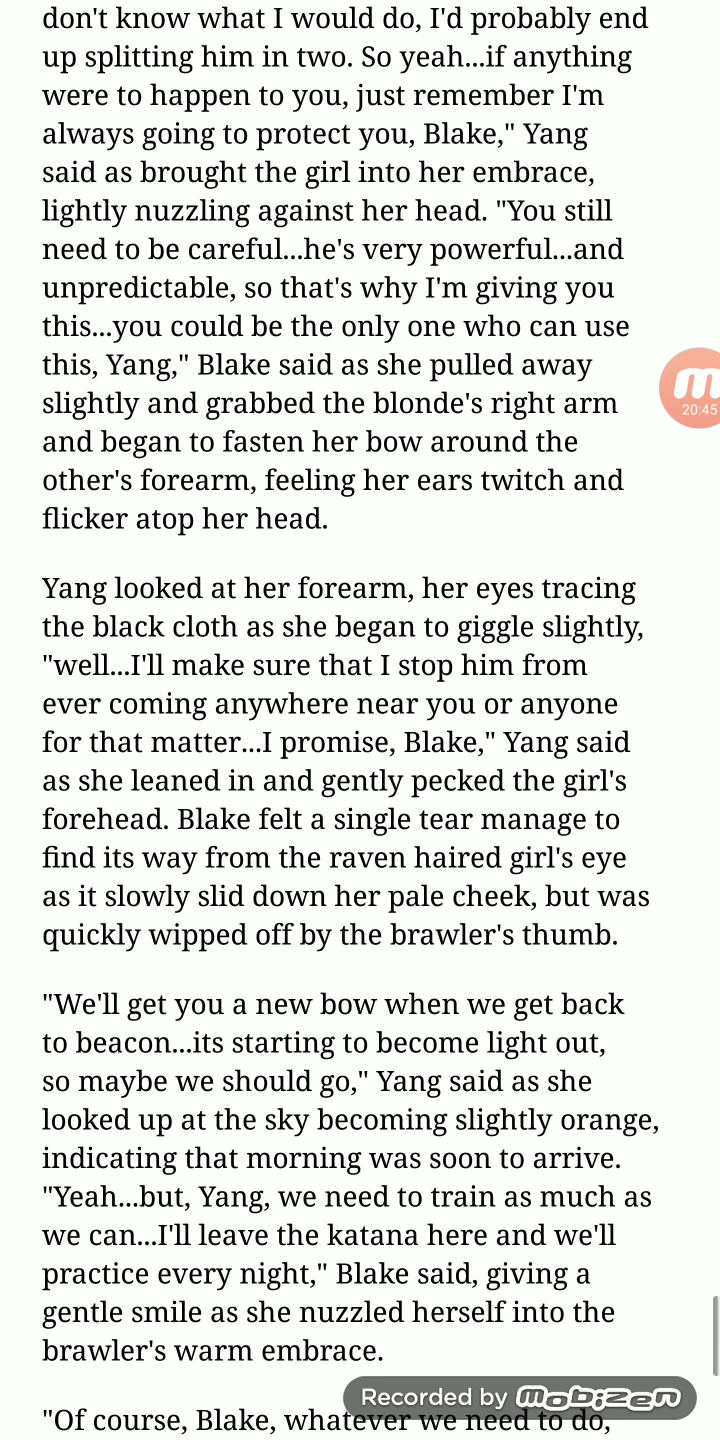 don't know what I would do, I'd probably end
up splitting him in two. So yeah...if anything
were to happen to you, just remember I'm
always going to protect you, Blake," Yang
said as brought the girl into her embrace,
lightly nuzzling against her head. "You still
need to be careful...he's very powerful...and
unpredictable, so that's why I'm giving you
this...you could be the only one who can use
this, Yang," Blake said as she pulled away
slightly and grabbed the blonde's right arm
and began to fasten her bow around the
other's forearm, feeling her ears twitch and
flicker atop her head.
Yang looked at her forearm, her eyes tracing
the black cloth as she began to giggle slightly,
"well...I'll make sure that I stop him from
ever coming anywhere near you or anyone
for that matter...I promise, Blake," Yang said
as she leaned in and gently pecked the girl's
forehead. Blake felt a single tear manage to
find its way from the raven haired girl's eye
as it slowly slid down her pale cheek, but was
quickly wipped off by the brawler's thumb.
"We'll get you a new bow when we get back
to beacon...its starting to become light out,
so maybe we should go," Yang said as she
looked up at the sky becoming slightly orange,
indicating that morning was soon to arrive.
"Yeah...but, Yang, we need to train as much as
we can...I'll leave the katana here and we'll
practice every night," Blake said, giving a
gentle smile as she nuzzled herself into the
brawler's warm embrace.
"Of course, Blake, whatever we need to do,
m
20:45
Recorded by mobizen